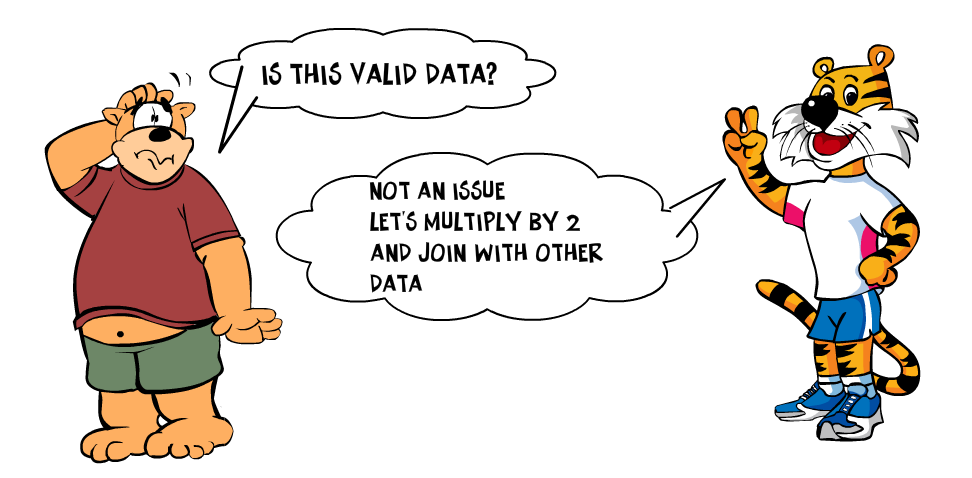 IS THIS VALID DATA?
NOT AN ISSUE
LET'S MULTIPLY BY 2
AND JOIN WITH OTHER
DATA